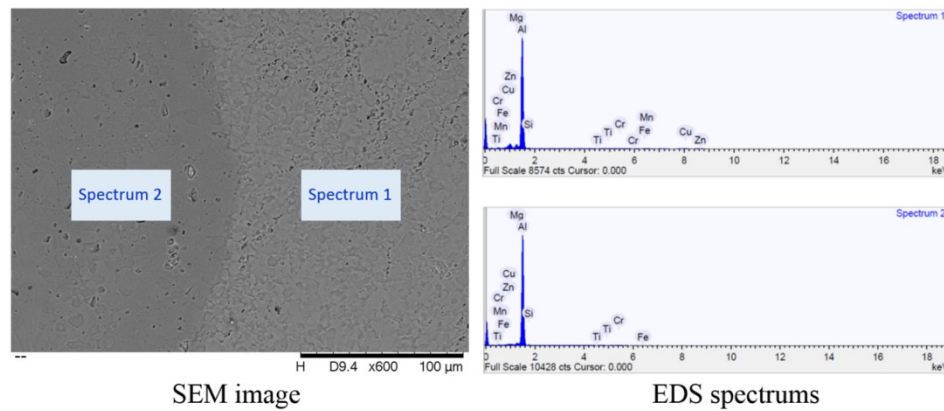 Spectrum 2
Spectrum 1
--
H D9.4 x600 100 µm
SEM image
Spectrum 1
Mg
Al
Zn
Cu
Cr
Fe
Mn
Ti
Si
Ti
Ti
Cr
Cr
Mn
Fe
Cu
Zn
0 2 4 6 8 10 12 14 16 18
Full Scale 8574 cts Cursor: 0.000
keV
Spectrum 2
Mg
Al
Cu
Zn
Cr
Mn
Fe
Ti
Si
Ti
Ti
Cr
Fe
0 2 4 6 8 10 12 14 16 18
Full Scale 10428 cts Cursor: 0.000
EDS spectrums